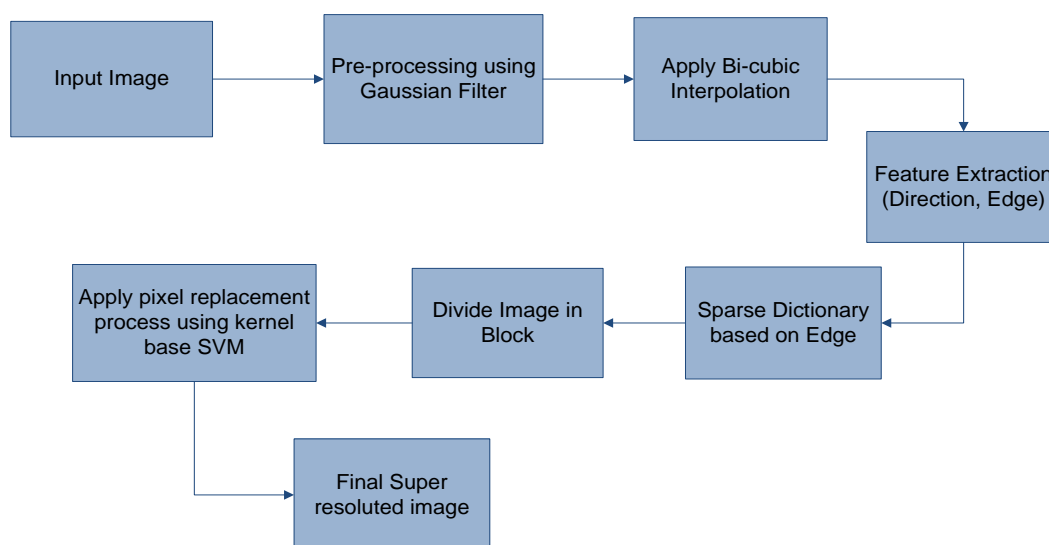 Input Image
Pre-processing using
Gaussian Filter
Apply Bi-cubic
Interpolation
Feature Extraction
(Direction, Edge)
Sparse Dictionary
based on Edge
Divide Image in
Block
Apply pixel replacement
process using kernel
base SVM
Final Super
resoluted image